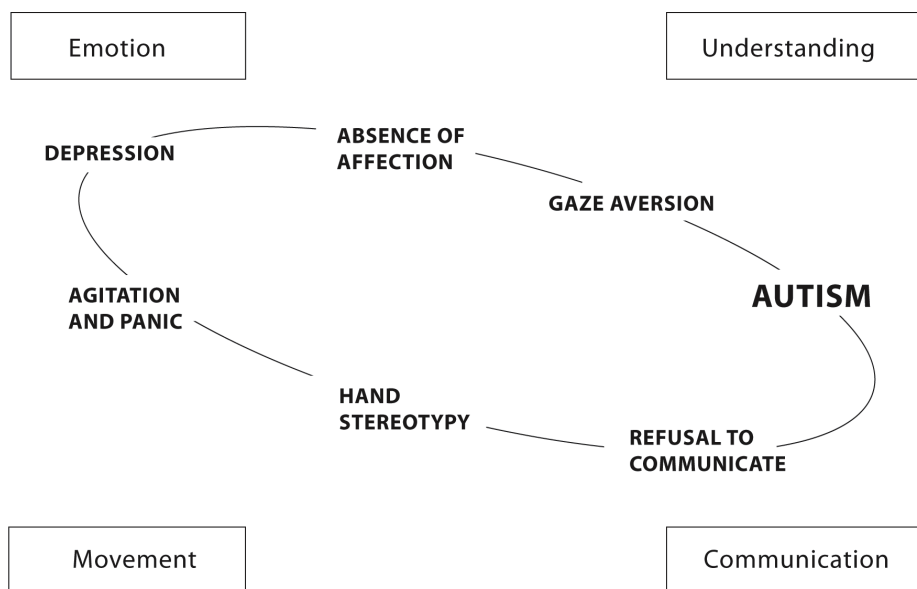 Emotion
Understanding
DEPRESSION
ABSENCE OF
AFFECTION
GAZE AVERSION
AUTISM
AGITATION
AND PANIC
HAND
STEREOTYPY
REFUSAL TO
COMMUNICATE
Movement
Communication